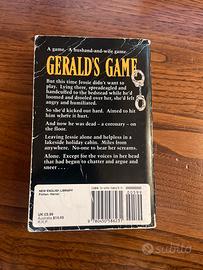 A game. A husband-and-wife game.
GERALD'S GAME
But this time Jessie didn't want to
play. Lying there, spreadeagled and
handcuffed to the bedstead while he'd
loomed and drooled over her, she'd felt
angry and humiliated.
So she'd kicked out hard. Aimed to hit
him where it hurt.
And now he was dead – a coronary – on
the floor.
Leaving Jessie alone and helpless in a
lakeside holiday cabin. Miles from
anywhere. No-one to hear her screams.
Alone. Except for the voices in her head
that had begun to chatter and argue and
sneer...
NEW ENGLISH LIBRARY
Fiction: Horror
UK £5.99
subito